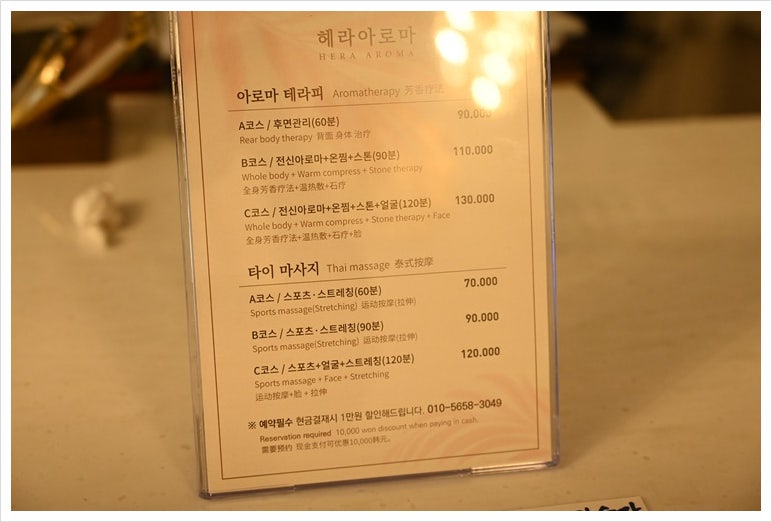 헤라아로마
HERA AROMA
아로마 테라피 Aromatherapy 芳香疗法
A코스 / 후면관리(60분) 90.000
Rear body therapy 背面 身体 治疗
B코스 / 전신아로마+온찜+스톤(90분) 110.000
Whole body + Warm compress + Stone therapy
全身芳香疗法+温热敷+石疗
C코스 / 전신아로마+온찜+스톤+얼굴(120분) 130.000
Whole body + Warm compress + Stone therapy + Face
全身芳香疗法+温热敷+石疗+脸
타이 마사지 Thai massage 泰式按摩
A코스 / 스포츠·스트레칭(60분) 70.000
Sports massage(Stretching) 运动按摩(拉伸)
B코스 / 스포츠·스트레칭(90분) 90.000
Sports massage(Stretching) 运动按摩(拉伸)
C코스 / 스포츠+얼굴+스트레칭(120분) 120.000
Sports massage + Face + Stretching
运动按摩+脸 + 拉伸
※ 예약필수 현금결재시 1만원 할인해드립니다. 010-5658-3049
Reservation required 10,000 won discount when paying in cash.
需要预约 现金支付可优惠10,000韩元。